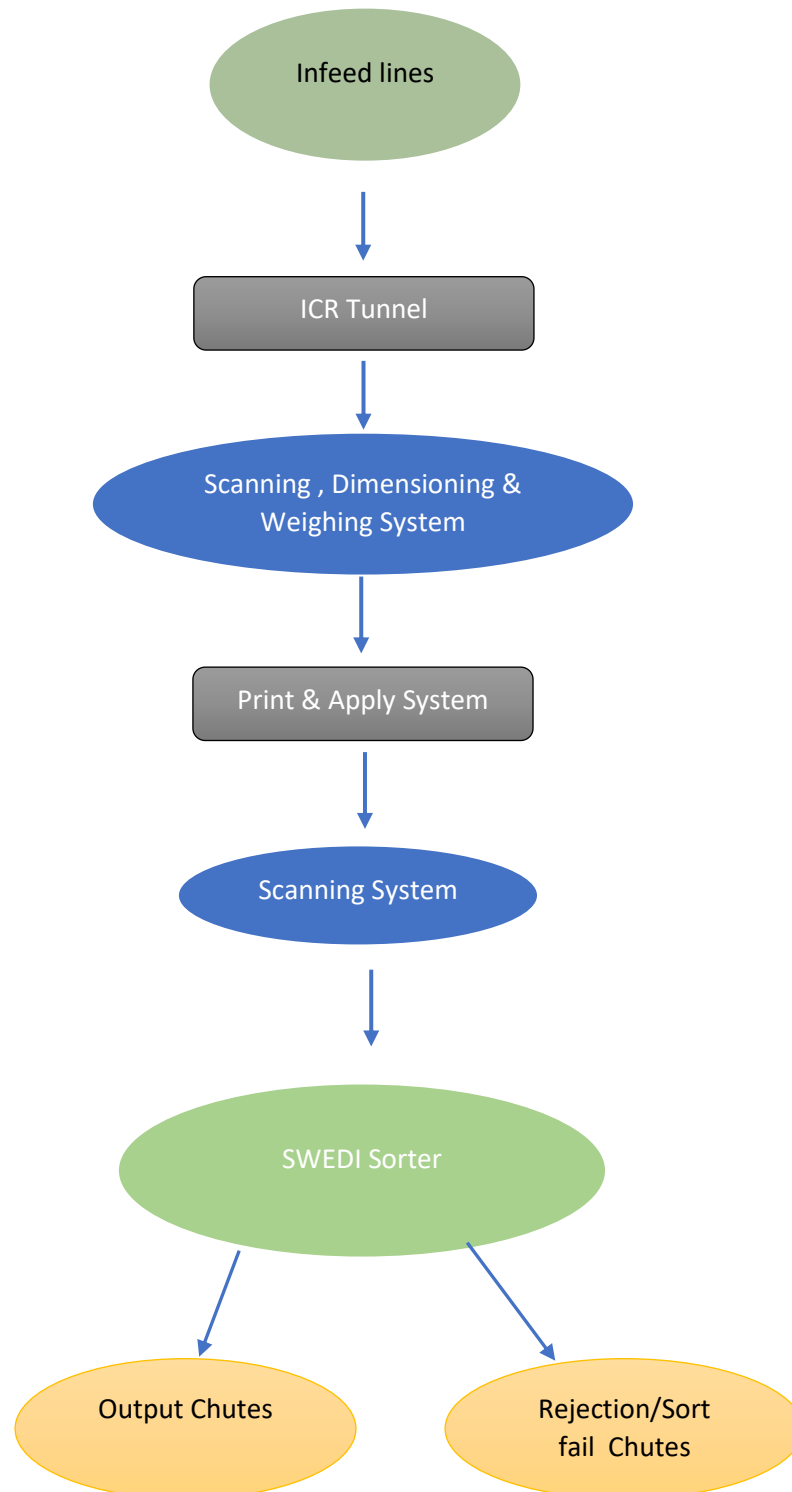 Infeed lines
ICR Tunnel
Scanning , Dimensioning &
Weighing System
Print & Apply System
Scanning System
SWEDI Sorter
Output Chutes
Rejection/Sort
fail  Chutes